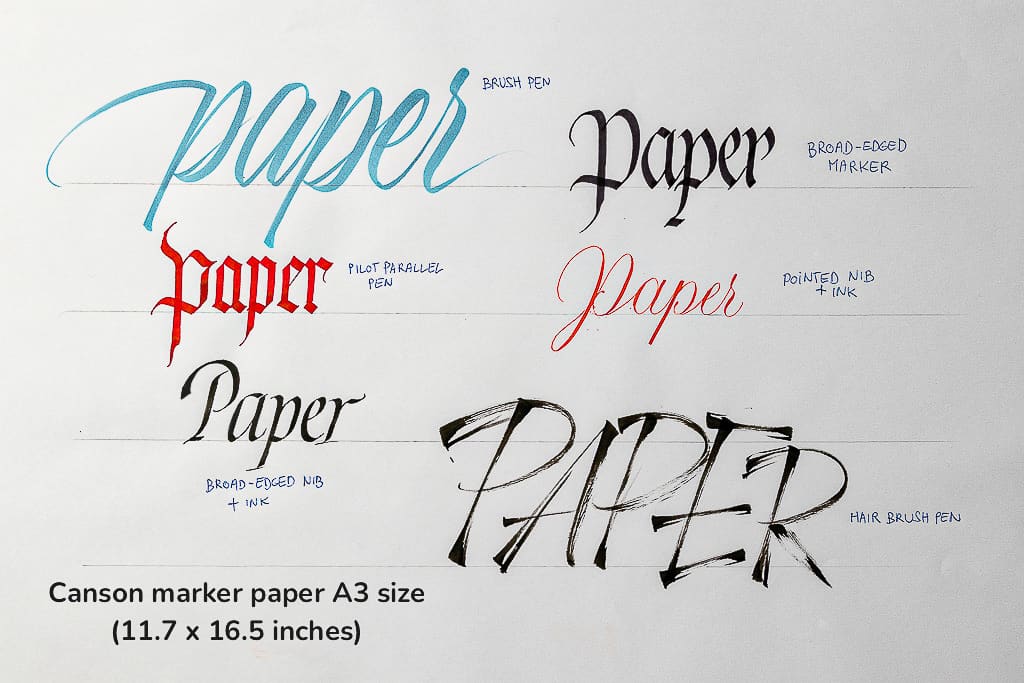 paper
BRUSH PEN
Paper
BROAD-EDGED
MARKER
Paper
PILOT PARALLEL
PEN
Paper
POINTED NIB
+ INK
Paper
BROAD-EDGED NIB
+ INK
PAPER
HAIR BRUSH PEN
Canson marker paper A3 size
(11.7 x 16.5 inches)